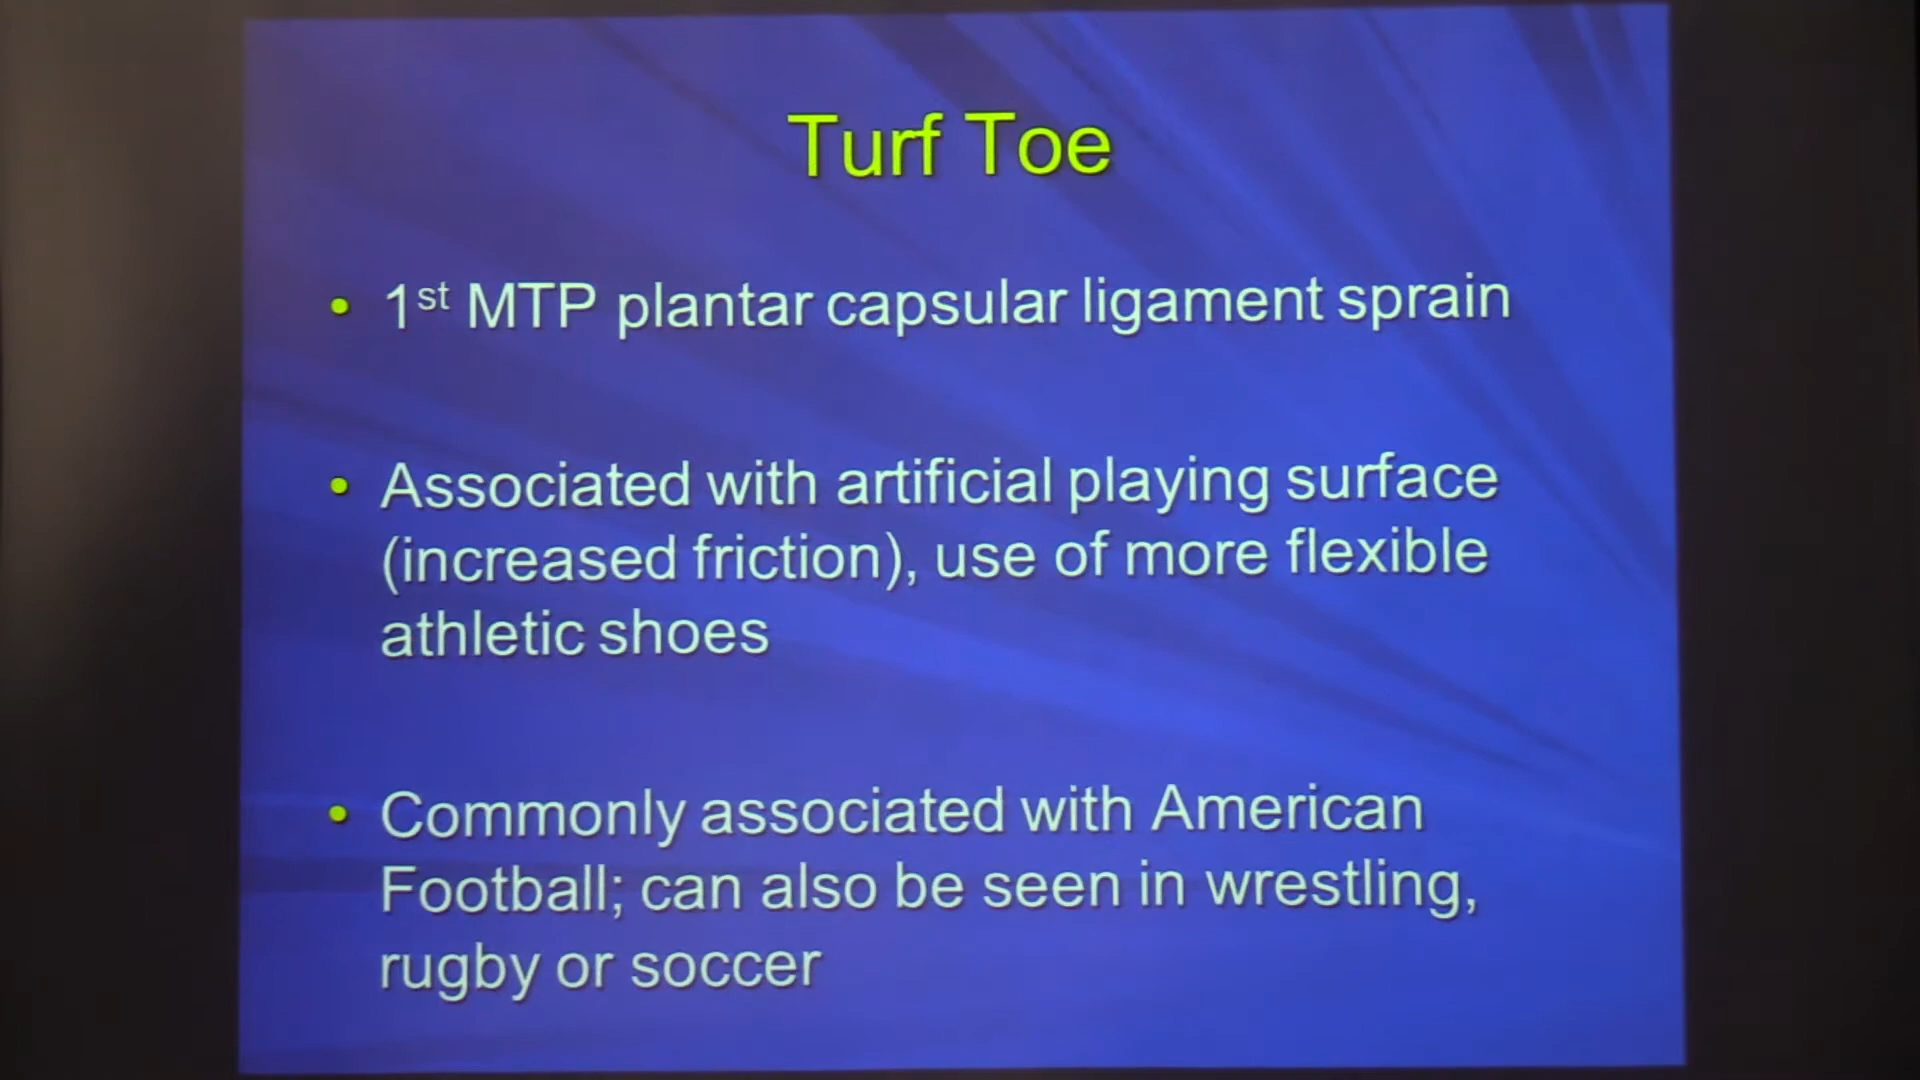 Turf Toe
• 1st MTP plantar capsular ligament sprain
• Associated with artificial playing surface
(increased friction), use of more flexible
athletic shoes
• Commonly associated with American
Football; can also be seen in wrestling,
rugby or soccer